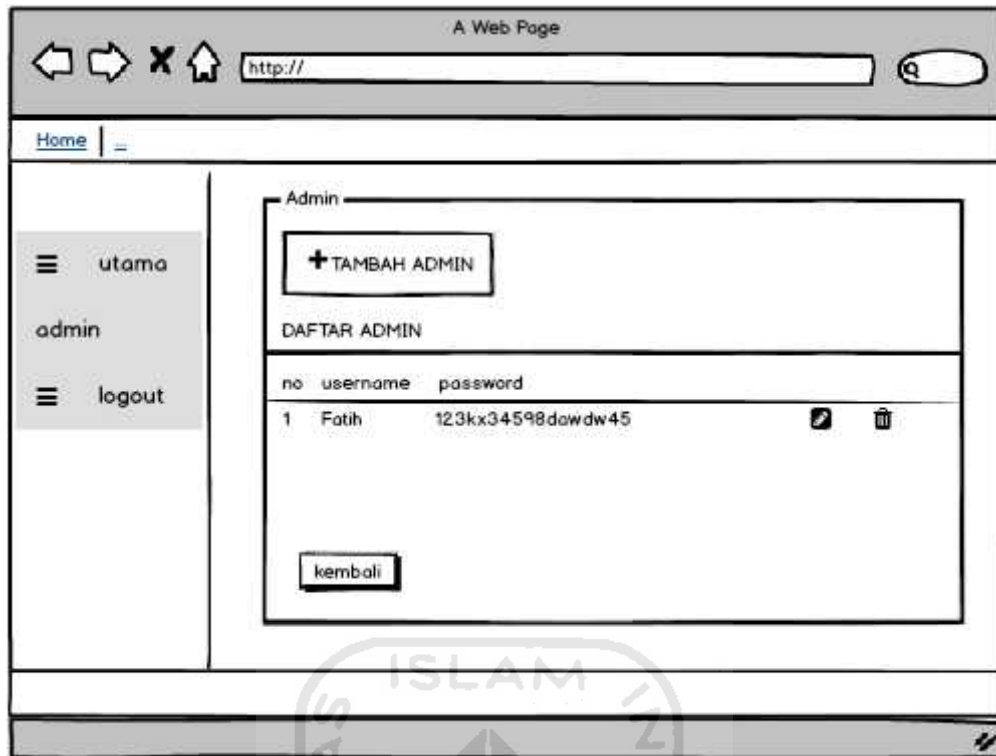 A Web Page
http://
Home | ...
utama
admin
logout
Admin
+ TAMBAH ADMIN
DAFTAR ADMIN
no username password
1 Fatih 123kx34598dawdw45
kembali
ISLAM